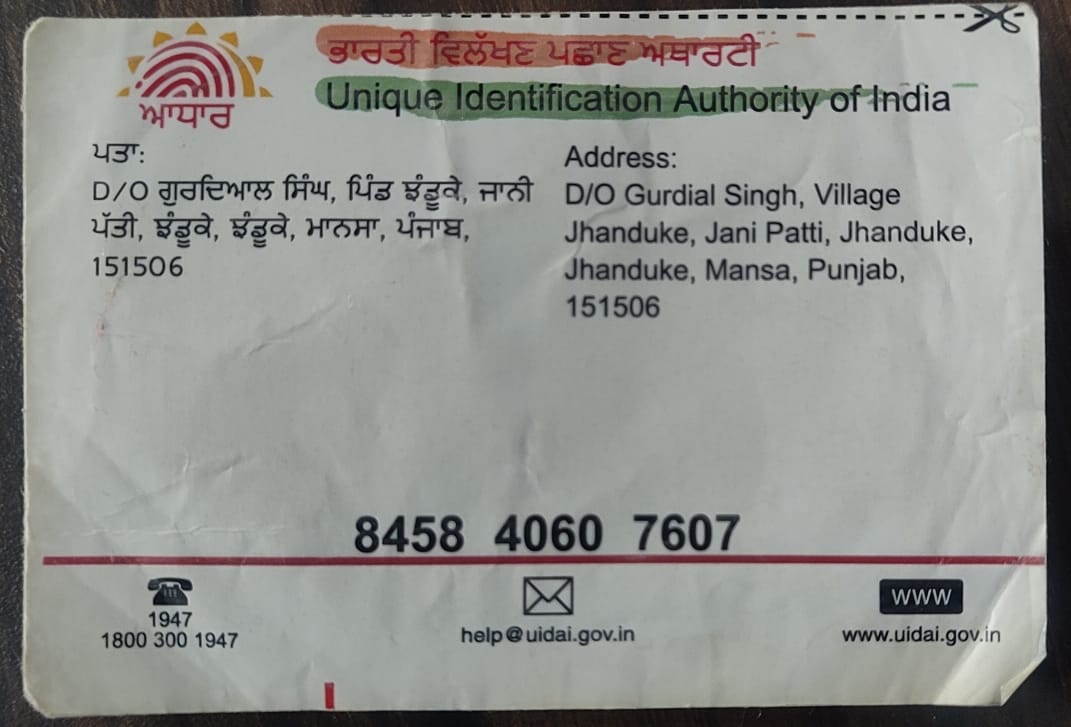 ਭਾਰਤੀ ਵਿਲੱਖਣ ਪਛਾਣ ਅਥਾਰਟੀ
Unique Identification Authority of India
ਆਧਾਰ
ਪਤਾ:
D/O ਗੁਰਦਿਆਲ ਸਿੰਘ, ਪਿੰਡ ਝੰਡੂਕੇ, ਜਾਨੀ
ਪੱਤੀ, ਝੰਡੂਕੇ, ਝੰਡੂਕੇ, ਮਾਨਸਾ, ਪੰਜਾਬ,
151506
Address:
D/O Gurdial Singh, Village
Jhanduke, Jani Patti, Jhanduke,
Jhanduke, Mansa, Punjab,
151506
8458 4060 7607
1947
1800 300 1947
help@uidai.gov.in
WWW
www.uidai.gov.in